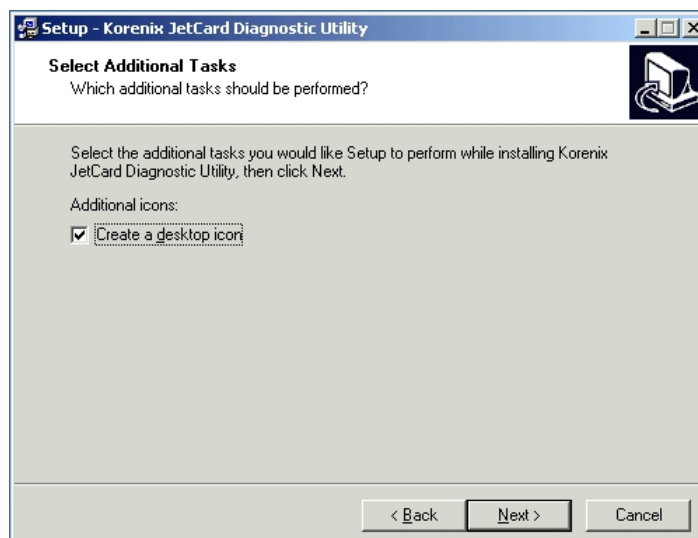 Setup - Korenix JetCard Diagnostic Utility
Select Additional Tasks
Which additional tasks should be performed?
Select the additional tasks you would like Setup to perform while installing Korenix
JetCard Diagnostic Utility, then click Next.
Additional icons:
Create a desktop icon
< Back
Next >
Cancel